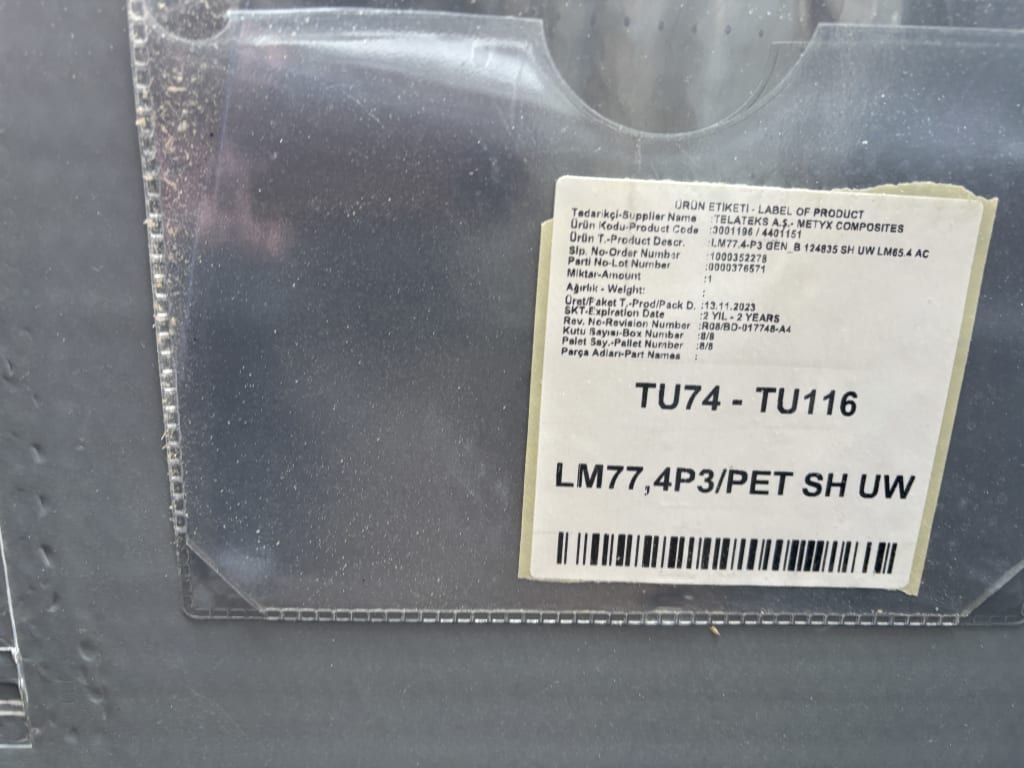 ÜRÜN ETİKETİ - LABEL OF PRODUCT
Tedarikçi-Supplier Name :TELATEKS A.Ş.- METYX COMPOSITES
Ürün Kodu-Product Code :3001196 / 4401151
Ürün T.-Product Descr. :LM77.4-P3 GEN_B 124835 SH UW LM65.4 AC
Sip. No-Order Number :1000352278
Parti No-Lot Number :0000376571
Miktar-Amount :1
Ağırlık - Weight: :
Üret/Paket T.-Prod/Pack D. :13.11.2023
SKT-Expiration Date :2 YIL - 2 YEARS
Rev. No-Revision Number :R08/BD-017748-A4
Kutu Sayısı-Box Number :8/8
Palet Say.-Pallet Number :8/8
Parça Adları-Part Names :
TU74 - TU116
LM77,4P3/PET SH UW